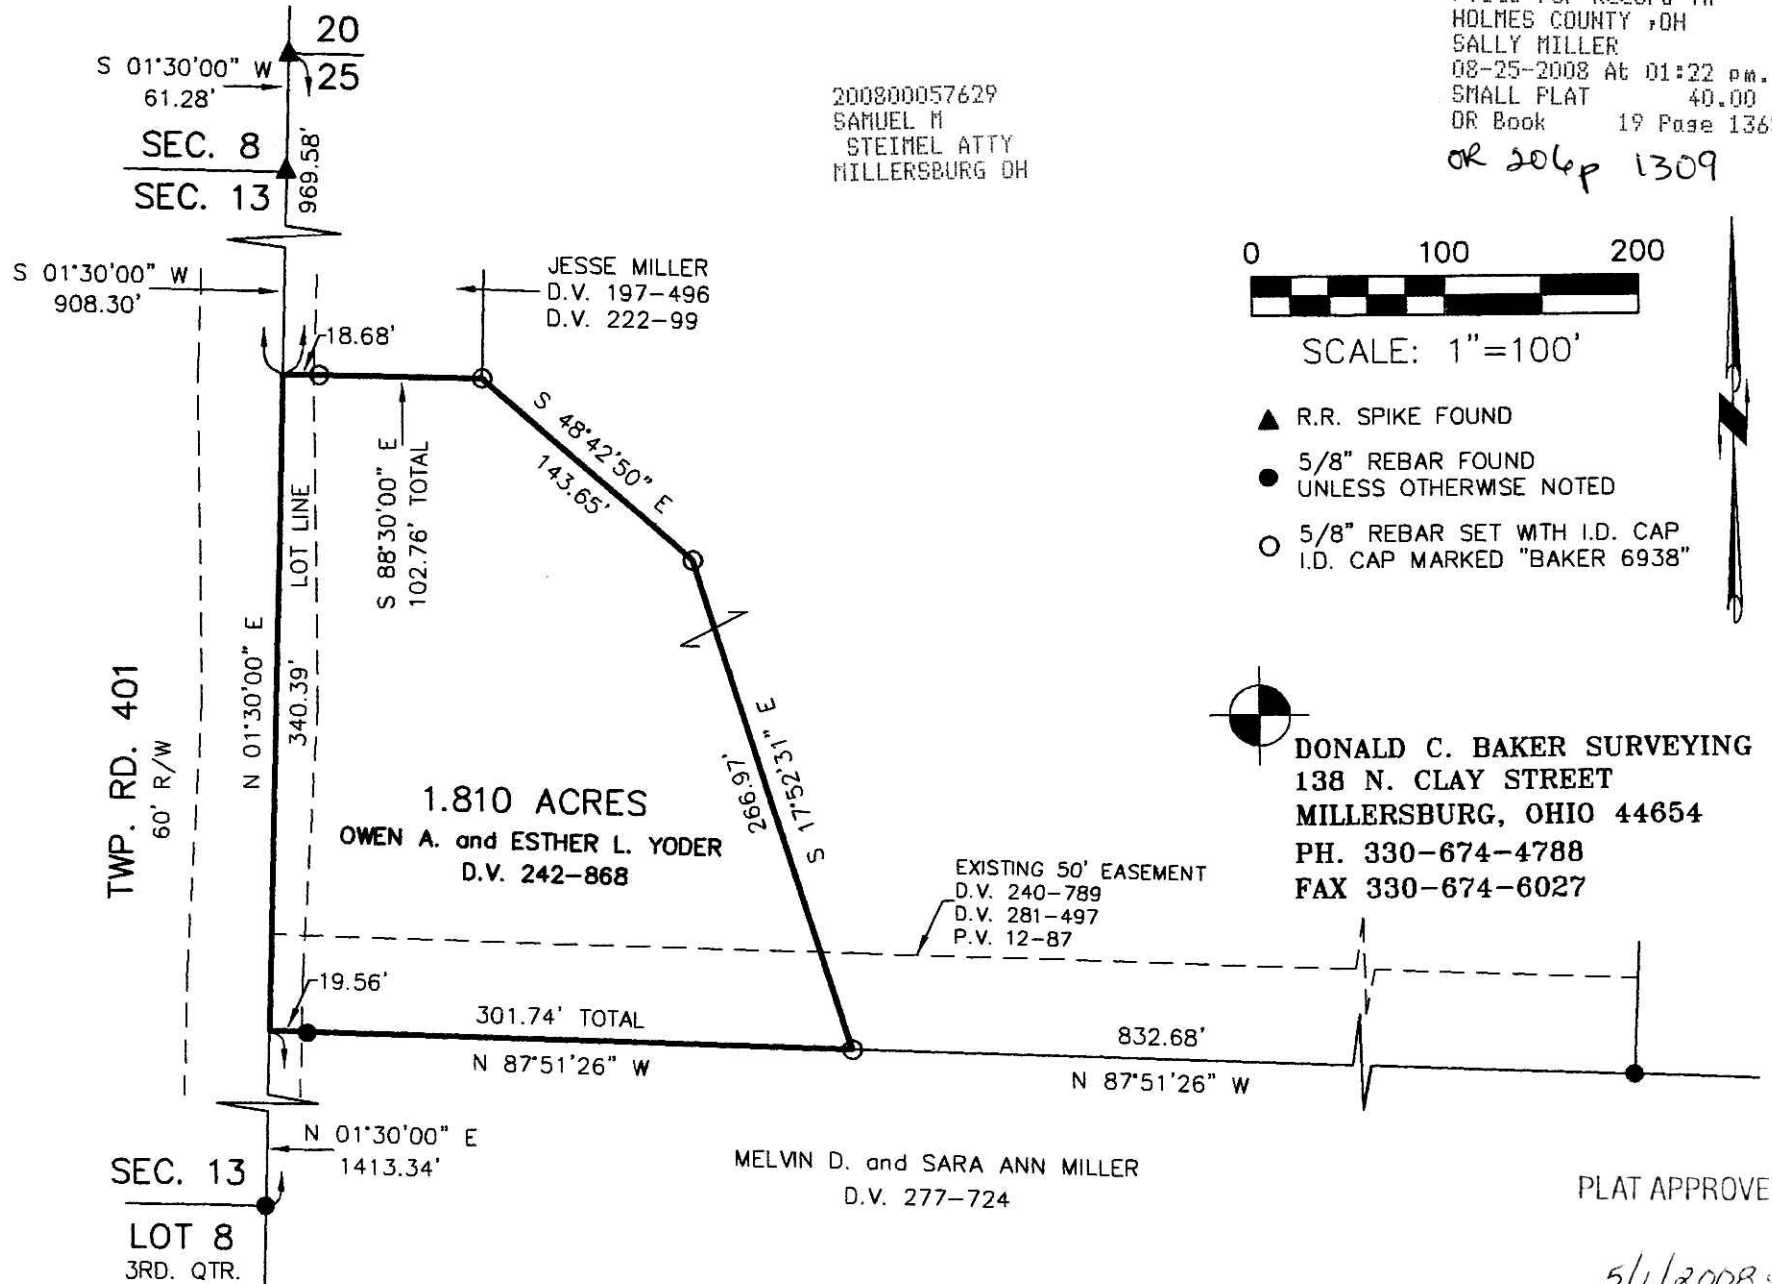 HOLMES COUNTY ,OH
SALLY MILLER
08-25-2008 At 01:22 pm.
SMALL PLAT 40.00
OR Book 19 Page
OR 206p 1309
200800057629
SAMUEL M
STEIMEL ATTY
MILLERSBURG OH
20
25
S 01°30'00" W
61.28'
SEC. 8
SEC. 13
969.58'
S 01°30'00" W
908.30'
JESSE MILLER
D.V. 197-496
D.V. 222-99
18.68'
0 100 200
SCALE: 1"=100'
R.R. SPIKE FOUND
5/8" REBAR FOUND
UNLESS OTHERWISE NOTED
5/8" REBAR SET WITH I.D. CAP
I.D. CAP MARKED "BAKER 6938"
S 88°30'00" E
102.76' TOTAL
S 48°42'50" E
143.65'
LOT LINE
N 01°30'00" E
340.39'
TWP. RD. 401
60' R/W
S 17°52'31" E
266.97'
1.810 ACRES
OWEN A. and ESTHER L. YODER
D.V. 242-868
DONALD C. BAKER SURVEYING
138 N. CLAY STREET
MILLERSBURG, OHIO 44654
PH. 330-674-4788
FAX 330-674-6027
EXISTING 50' EASEMENT
D.V. 240-789
D.V. 281-497
P.V. 12-87
19.56'
301.74' TOTAL
N 87°51'26" W
832.68'
N 87°51'26" W
N 01°30'00" E
1413.34'
SEC. 13
LOT 8
3RD. QTR.
MELVIN D. and SARA ANN MILLER
D.V. 277-724
PLAT APPROVE
5/1/2008